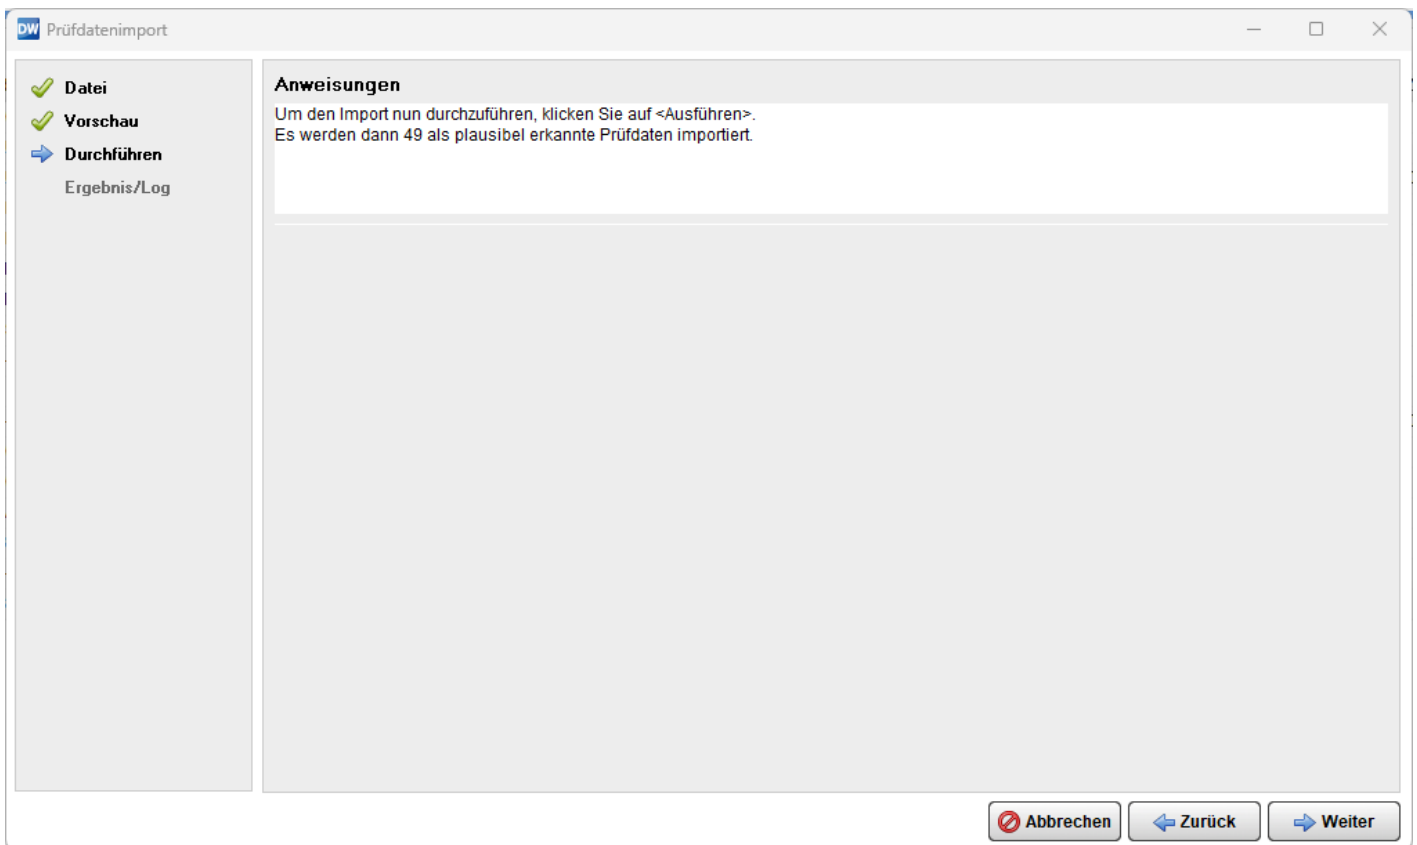 DW Prüfdatenimport
Datei
Vorschau
Durchführen
Ergebnis/Log
Anweisungen
Um den Import nun durchzuführen, klicken Sie auf <Ausführen>.
Es werden dann 49 als plausibel erkannte Prüfdaten importiert.
Abbrechen
Zurück
Weiter